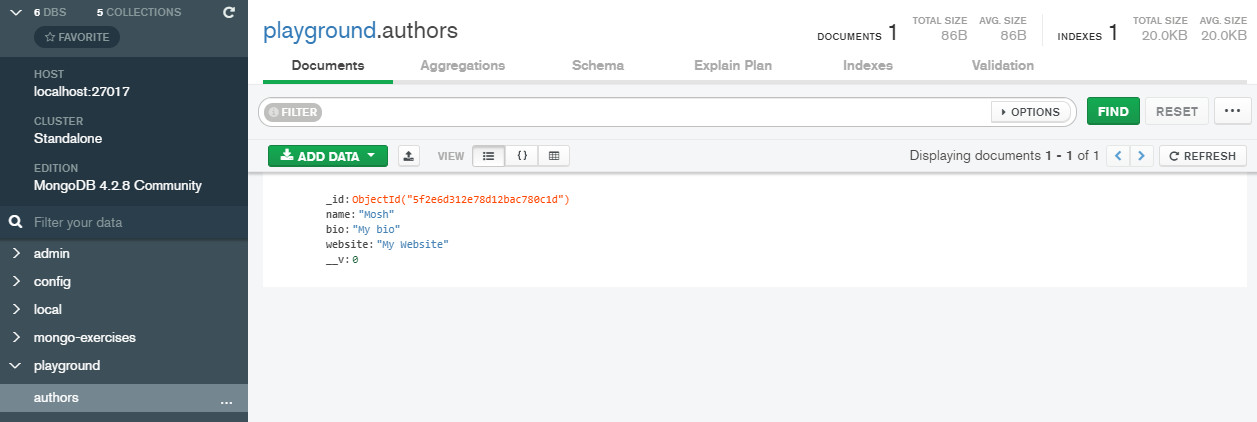 6 DBS 5 COLLECTIONS
FAVORITE
HOST
localhost:27017
CLUSTER
Standalone
EDITION
MongoDB 4.2.8 Community
Filter your data
admin
config
local
mongo-exercises
playground
authors ...
playground.authors
DOCUMENTS 1 TOTAL SIZE 86B AVG. SIZE 86B INDEXES 1 TOTAL SIZE 20.0KB AVG. SIZE 20.0KB
Documents Aggregations Schema Explain Plan Indexes Validation
FILTER OPTIONS FIND RESET ...
ADD DATA VIEW {} Displaying documents 1 - 1 of 1 < > REFRESH
_id: ObjectId("5f2e6d312e78d12bac780c1d")
name: "Mosh"
bio: "My bio"
website: "My Website"
__v: 0